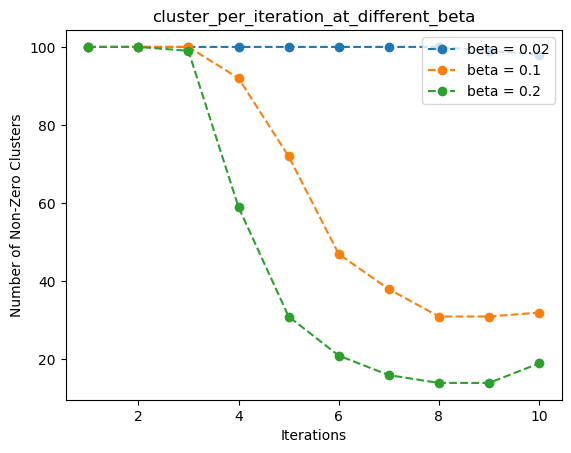 cluster_per_iteration_at_different_beta
100
80
60
40
20
Number of Non-Zero Clusters
beta = 0.02
beta = 0.1
beta = 0.2
2
4
6
8
10
Iterations